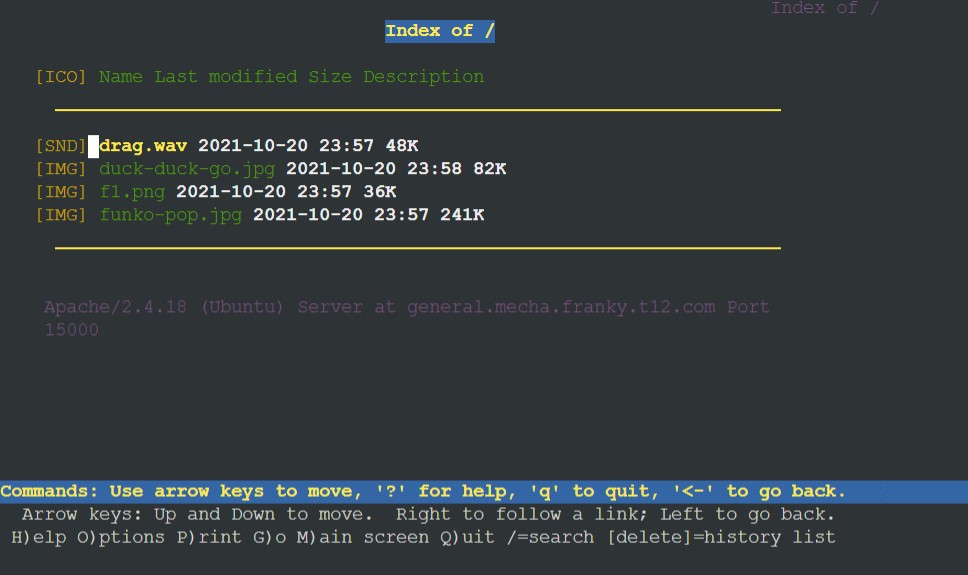 Index of /
Index of /
[ICO] Name Last modified Size Description
[SND] drag.wav 2021-10-20 23:57 48K
[IMG] duck-duck-go.jpg 2021-10-20 23:58 82K
[IMG] f1.png 2021-10-20 23:57 36K
[IMG] funko-pop.jpg 2021-10-20 23:57 241K
Apache/2.4.18 (Ubuntu) Server at general.mecha.franky.t12.com Port
15000
Commands: Use arrow keys to move, '?' for help, 'q' to quit, '<-' to go back.
Arrow keys: Up and Down to move.  Right to follow a link; Left to go back.
H)elp O)ptions P)rint G)o M)ain screen Q)uit /=search [delete]=history list